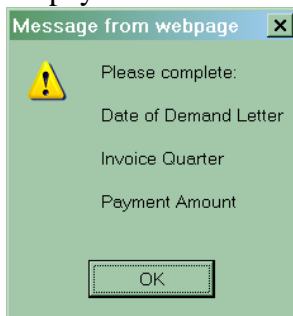 Message from webpage
Please complete:
Date of Demand Letter
Invoice Quarter
Payment Amount
OK